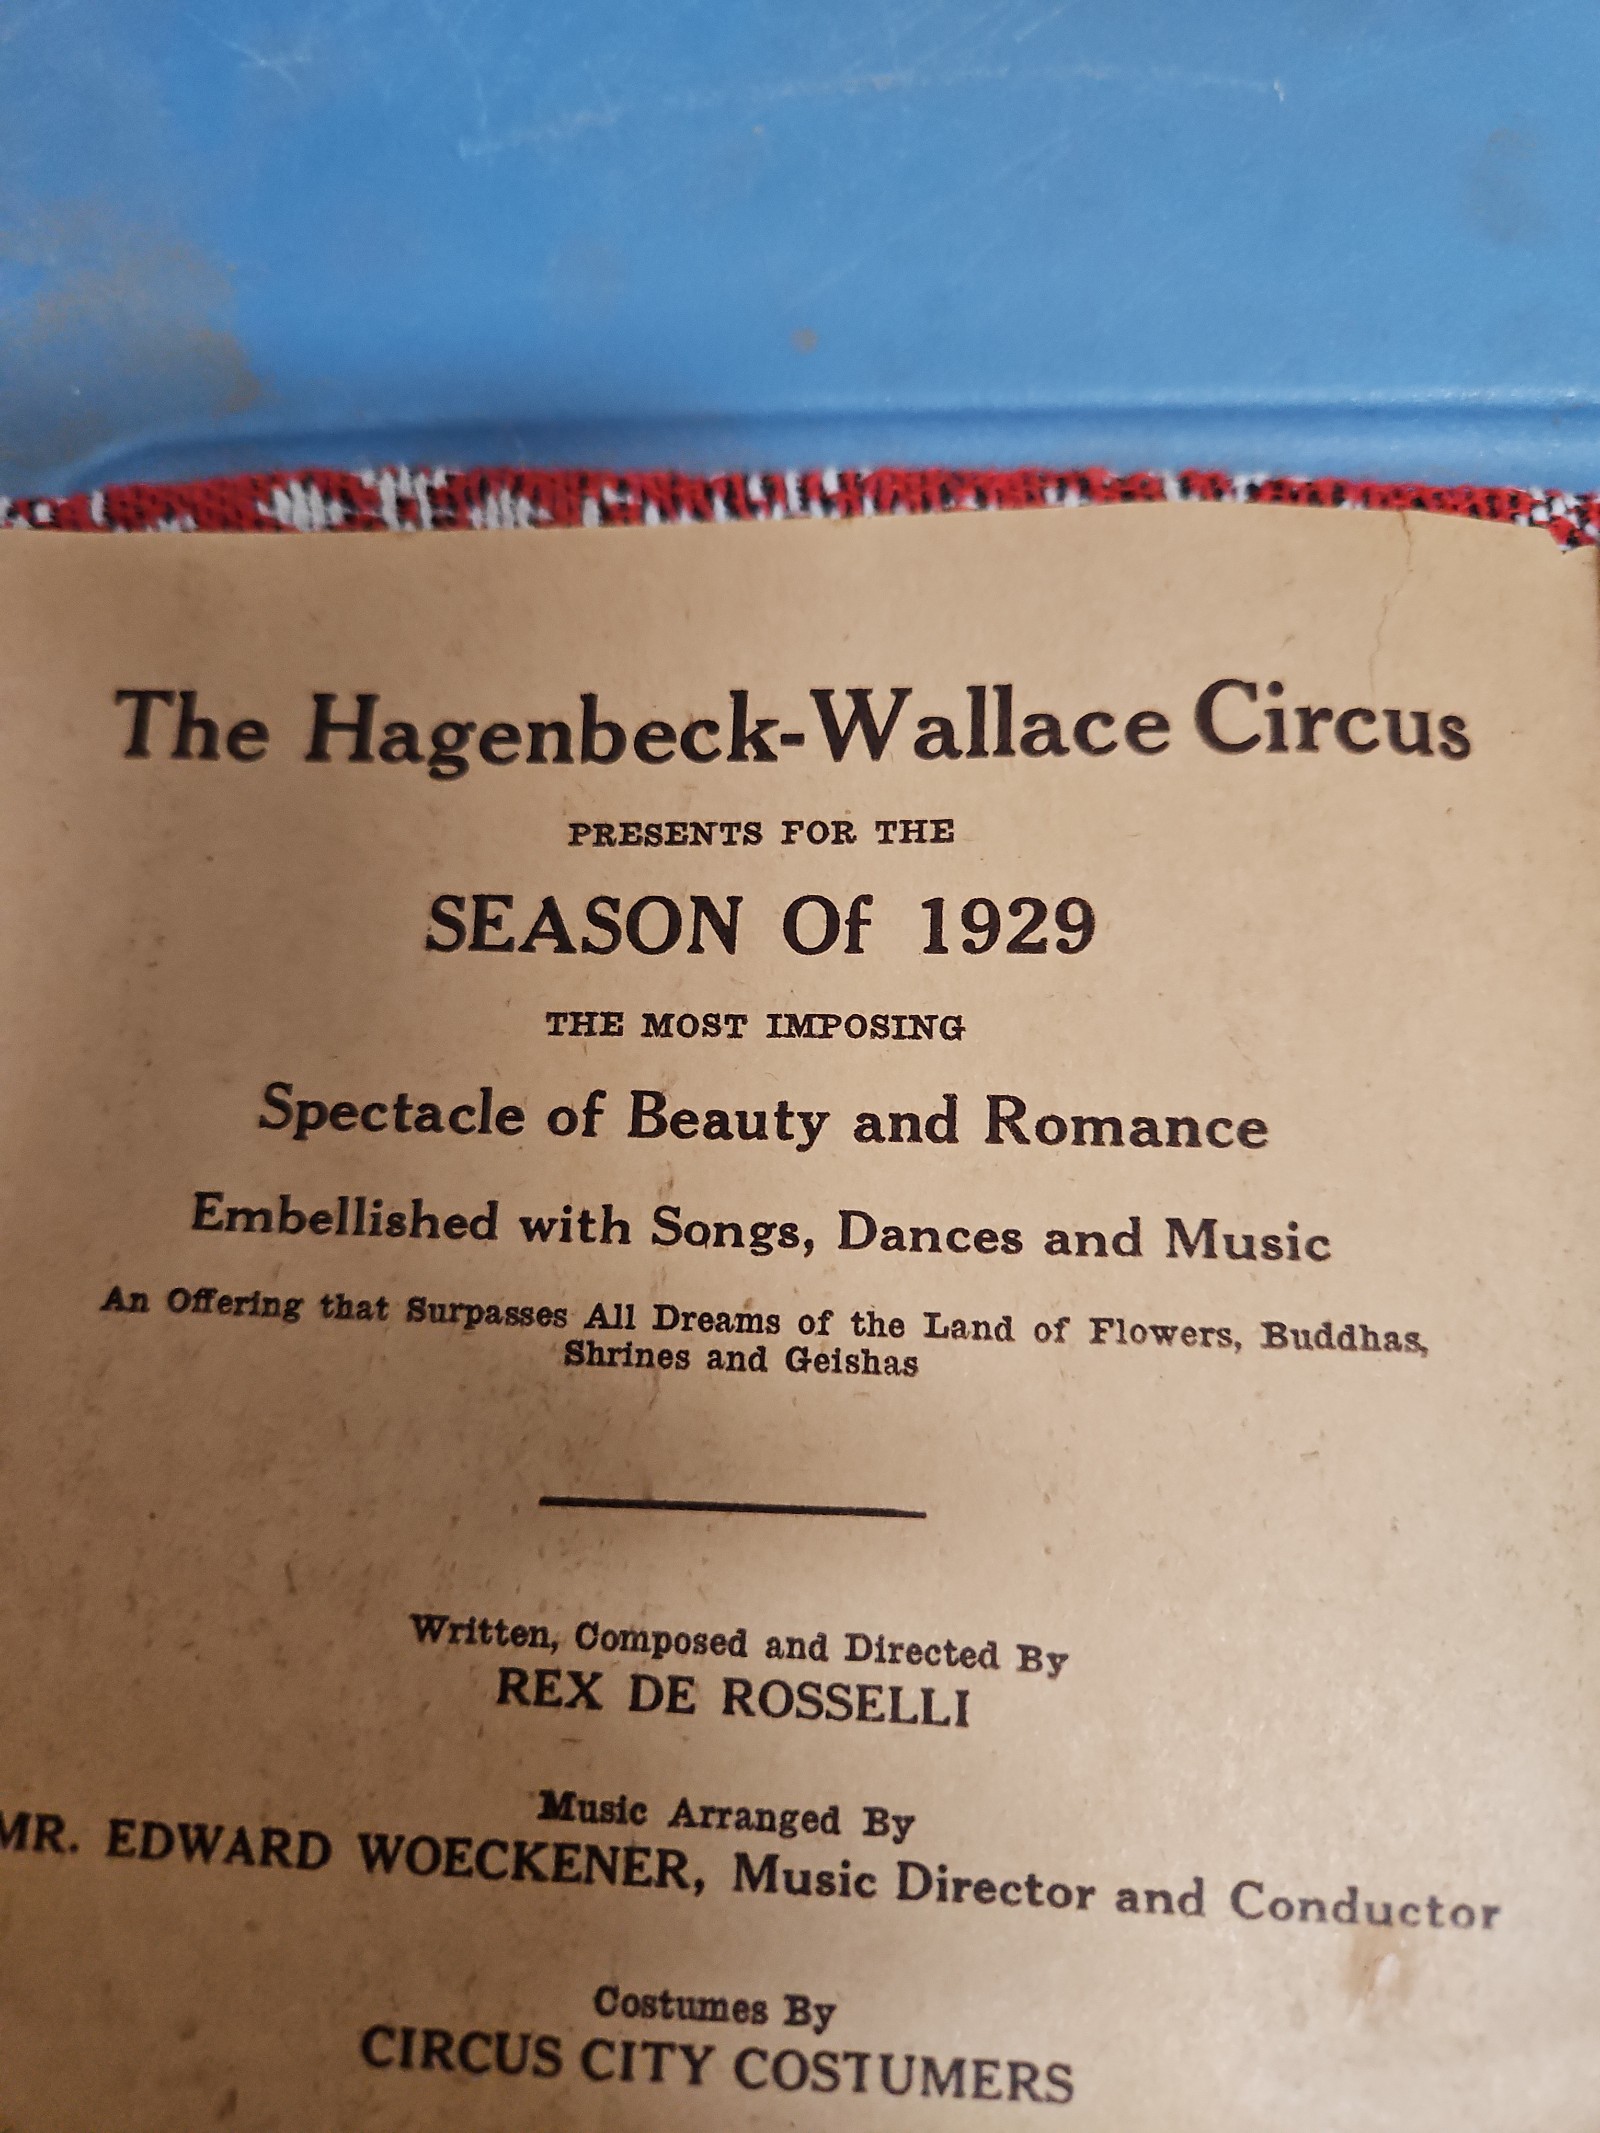 The Hagenbeck-Wallace Circus
PRESENTS FOR THE
SEASON Of 1929
THE MOST IMPOSING
Spectacle of Beauty and Romance
Embellished with Songs, Dances and Music
An Offering that Surpasses All Dreams of the Land of Flowers, Buddhas,
Shrines and Geishas
Written, Composed and Directed By
REX DE ROSSELLI
Music Arranged By
MR. EDWARD WOECKENER, Music Director and Conductor
Costumes By
CIRCUS CITY COSTUMERS